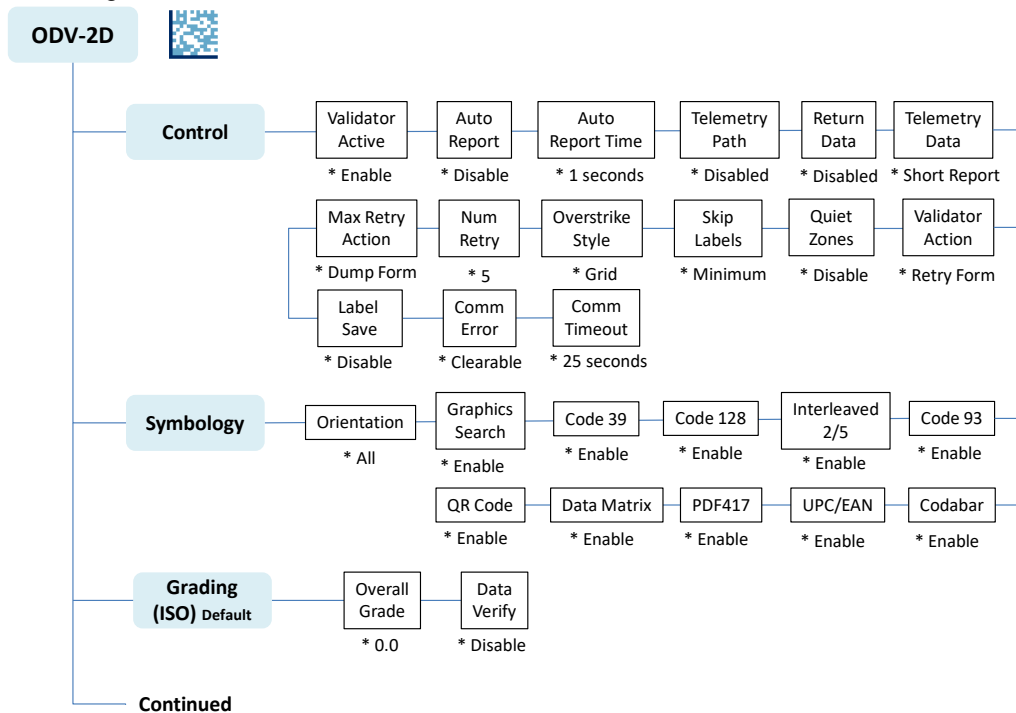 ODV-2D
Control
Validator
Active
* Enable
Auto
Report
* Disable
Auto
Report Time
* 1 seconds
Telemetry
Path
* Disabled
Return
Data
* Disabled
Telemetry
Data
* Short Report
Max Retry
Action
* Dump Form
Num
Retry
* 5
Overstrike
Style
* Grid
Skip
Labels
* Minimum
Quiet
Zones
* Disable
Validator
Action
* Retry Form
Label
Save
* Disable
Comm
Error
* Clearable
Comm
Timeout
* 25 seconds
Symbology
Orientation
* All
Graphics
Search
* Enable
Code 39
* Enable
Code 128
* Enable
Interleaved
2/5
* Enable
Code 93
* Enable
QR Code
* Enable
Data Matrix
* Enable
PDF417
* Enable
UPC/EAN
* Enable
Codabar
* Enable
Grading
(ISO) Default
Overall
Grade
* 0.0
Data
Verify
* Disable
Continued